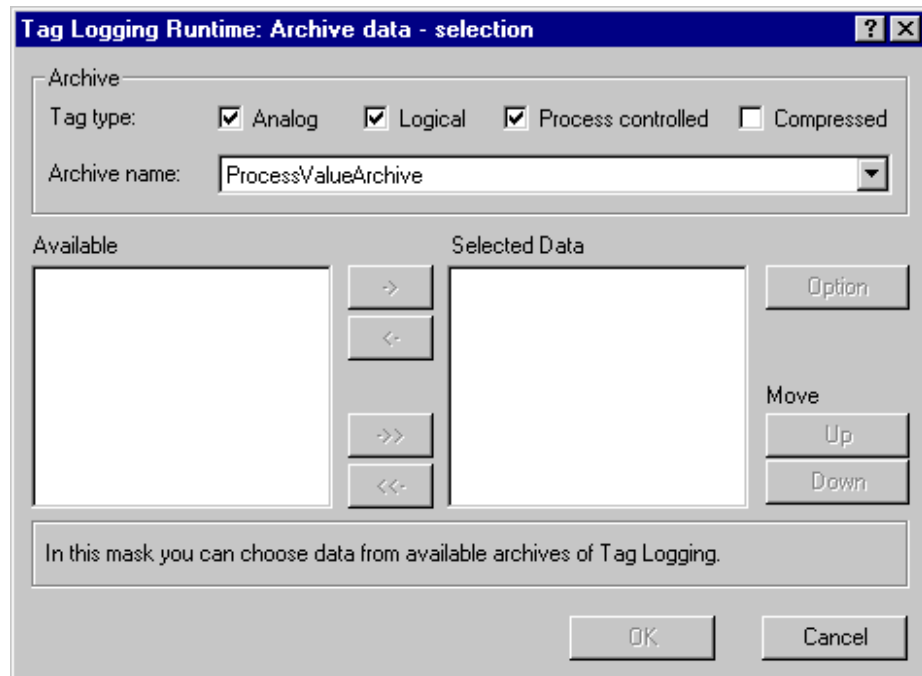 Tag Logging Runtime: Archive data - selection ? X
Archive
Tag type: Analog Logical Process controlled Compressed
Archive name: ProcessValueArchive
Available Selected Data
-> Option
<-
Move
->> Up
<<- Down
In this mask you can choose data from available archives of Tag Logging.
OK Cancel